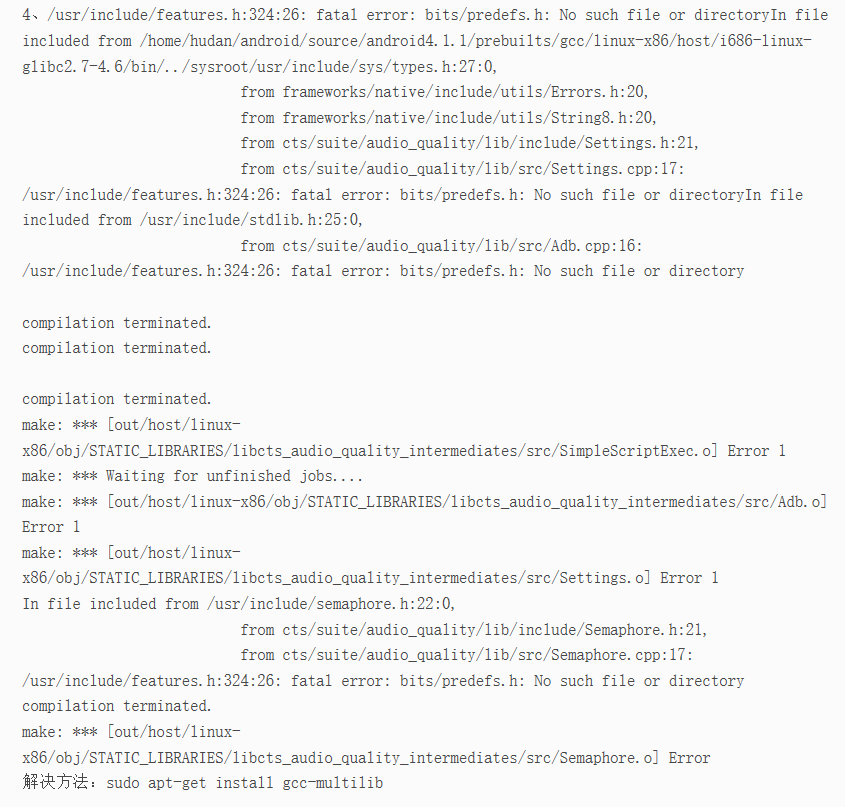 4、/usr/include/features.h:324:26: fatal error: bits/predefs.h: No such file or directoryIn file
included from /home/hudan/android/source/android4.1.1/prebuilts/gcc/linux-x86/host/i686-linux-
glibc2.7-4.6/bin/../sysroot/usr/include/sys/types.h:27:0,
from frameworks/native/include/utils/Errors.h:20,
from frameworks/native/include/utils/String8.h:20,
from cts/suite/audio_quality/lib/include/Settings.h:21,
from cts/suite/audio_quality/lib/src/Settings.cpp:17:
/usr/include/features.h:324:26: fatal error: bits/predefs.h: No such file or directoryIn file
included from /usr/include/stdlib.h:25:0,
from cts/suite/audio_quality/lib/src/Adb.cpp:16:
/usr/include/features.h:324:26: fatal error: bits/predefs.h: No such file or directory
compilation terminated.
compilation terminated.
compilation terminated.
make: *** [out/host/linux-
x86/obj/STATIC_LIBRARIES/libcts_audio_quality_intermediates/src/SimpleScriptExec.o] Error 1
make: *** Waiting for unfinished jobs....
make: *** [out/host/linux-x86/obj/STATIC_LIBRARIES/libcts_audio_quality_intermediates/src/Adb.o]
Error 1
make: *** [out/host/linux-
x86/obj/STATIC_LIBRARIES/libcts_audio_quality_intermediates/src/Settings.o] Error 1
In file included from /usr/include/semaphore.h:22:0,
from cts/suite/audio_quality/lib/include/Semaphore.h:21,
from cts/suite/audio_quality/lib/src/Semaphore.cpp:17:
/usr/include/features.h:324:26: fatal error: bits/predefs.h: No such file or directory
compilation terminated.
make: *** [out/host/linux-
x86/obj/STATIC_LIBRARIES/libcts_audio_quality_intermediates/src/Semaphore.o] Error
解决方法：sudo apt-get install gcc-multilib